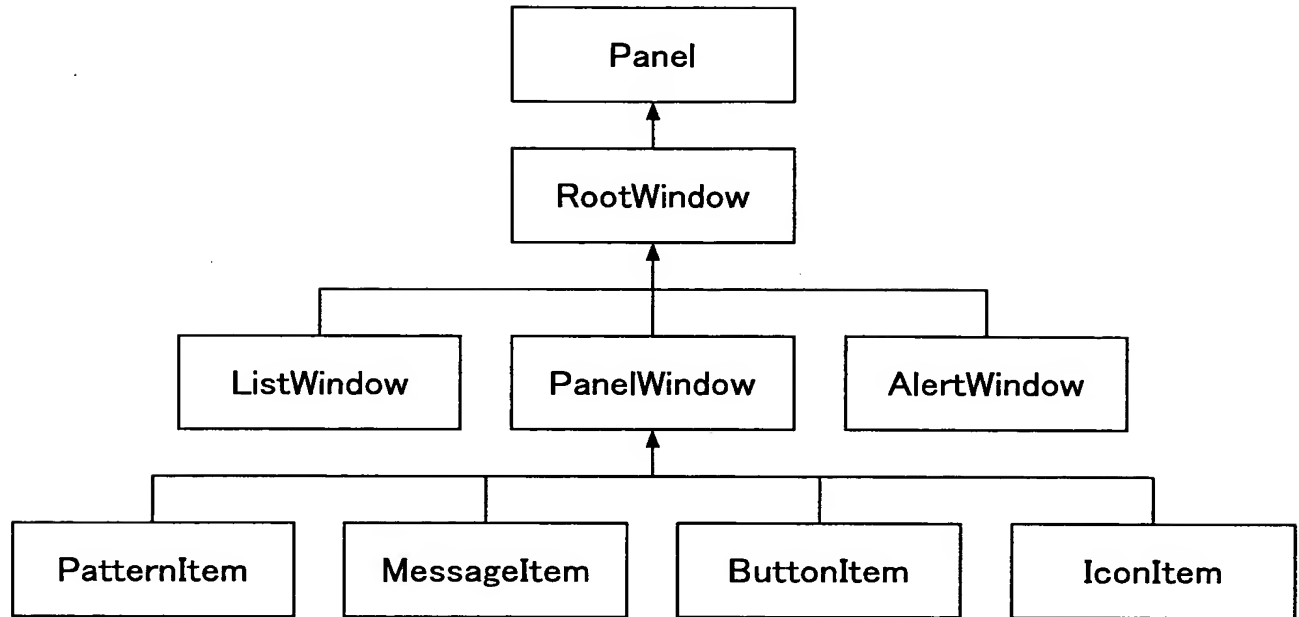 Panel
RootWindow
ListWindow
PanelWindow
AlertWindow
PatternItem
MessageItem
ButtonItem
IconItem